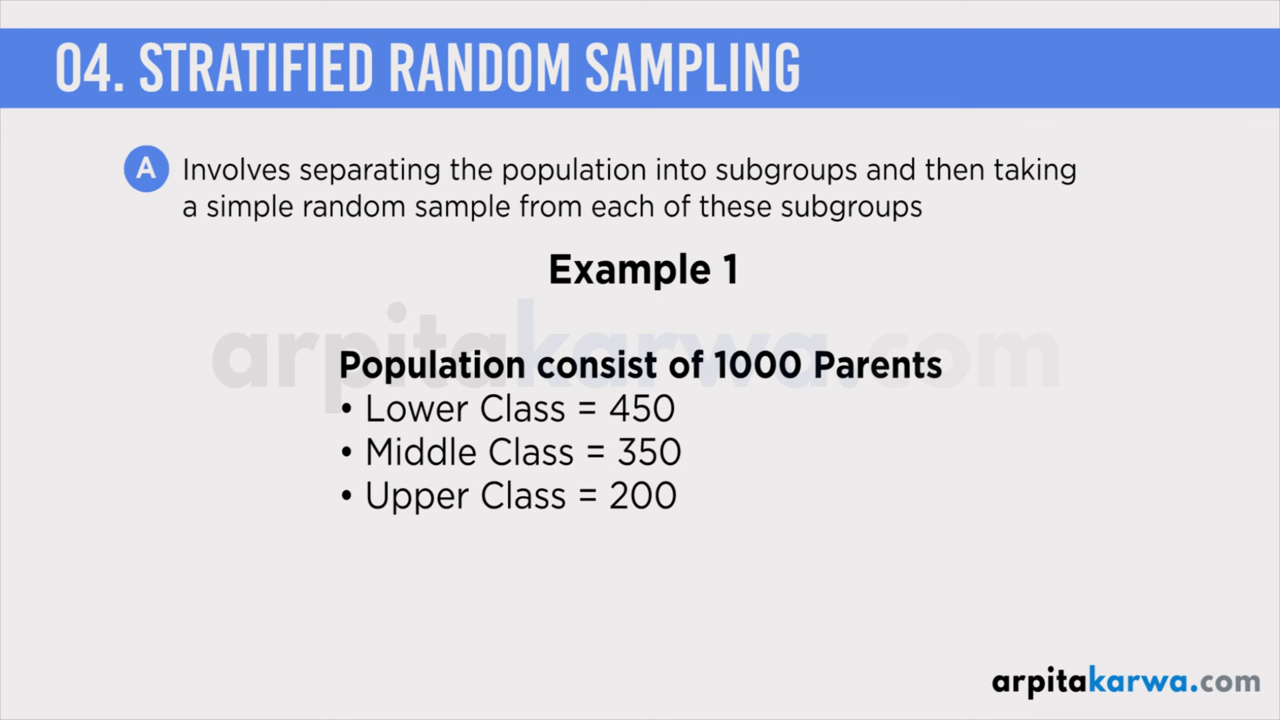 04. STRATIFIED RANDOM SAMPLING
A Involves separating the population into subgroups and then taking
a simple random sample from each of these subgroups
Example 1
arpitakarwa.com
Population consist of 1000 Parents
• Lower Class = 450
• Middle Class = 350
• Upper Class = 200
arpitakarwa.com